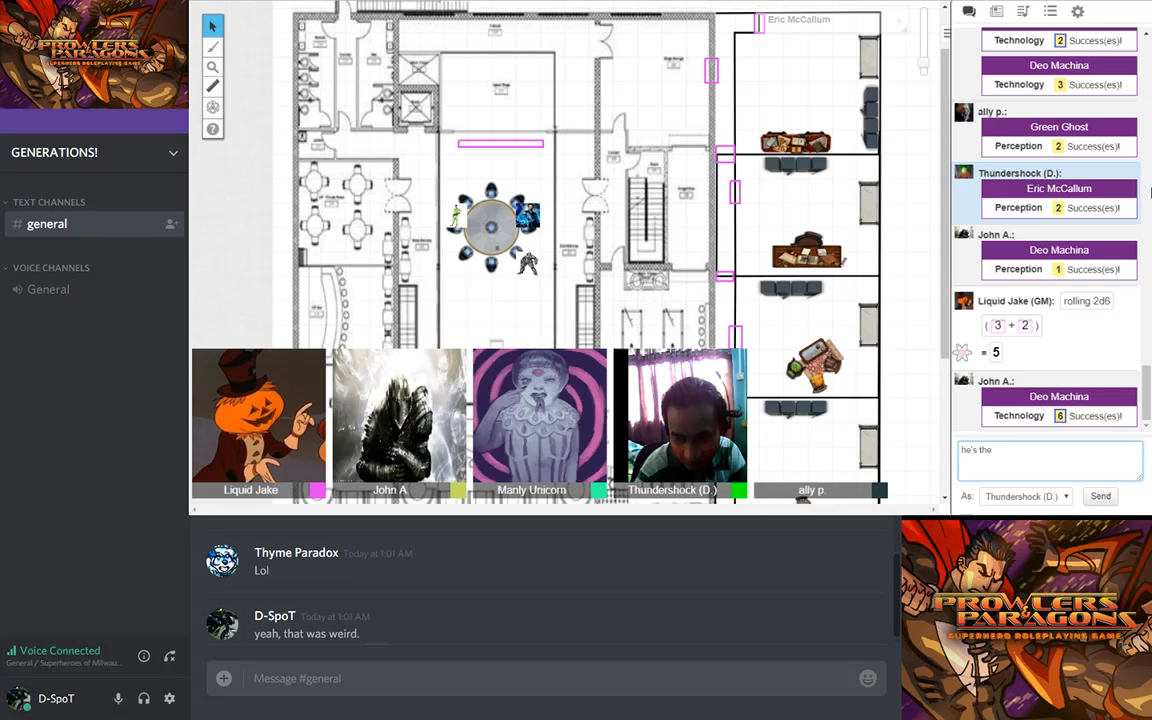 PROWLERS
& PARAGONS
SUPERHERO ROLEPLAYING GAME
GENERATIONS!
TEXT CHANNELS
# general
VOICE CHANNELS
General
Voice Connected
General / Superheroes of Milwau...
D-SpoT
Eric McCallum
Liquid Jake
John A.
Manly Unicorn
Thundershock (D.)
ally p.
Technology 2 Success(es)!
Deo Machina
Technology 3 Success(es)!
ally p.:
Green Ghost
Perception 2 Success(es)!
Thundershock (D.):
Eric McCallum
Perception 2 Success(es)!
John A.:
Deo Machina
Perception 1 Success(es)!
Liquid Jake (GM): rolling 2d6
( 3 + 2 )
= 5
John A.:
Deo Machina
Technology 6 Success(es)!
he's the
As: Thundershock (D.)
Send
Thyme Paradox Today at 1:01 AM
Lol
D-SpoT Today at 1:01 AM
yeah, that was weird.
Message #general
PROWLERS
& PARAGONS
SUPERHERO ROLEPLAYING GAME